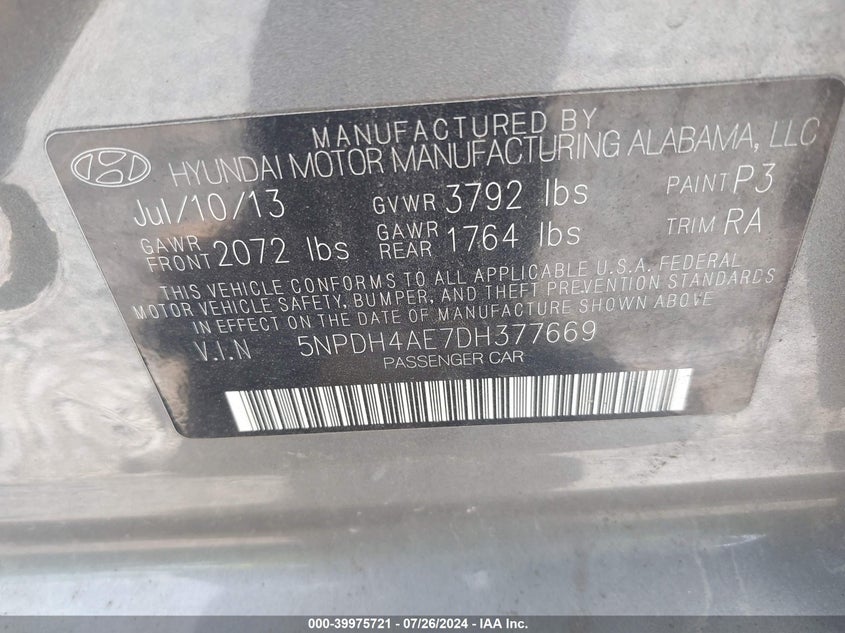 MANUFACTURED BY
HYUNDAI MOTOR MANUFACTURING ALABAMA, LLC
Jul/10/13 GVWR 3792 lbs PAINT P3
GAWR FRONT 2072 lbs GAWR REAR 1764 lbs TRIM RA
THIS VEHICLE CONFORMS TO ALL APPLICABLE U.S.A. FEDERAL
MOTOR VEHICLE SAFETY, BUMPER, AND THEFT PREVENTION STANDARDS
IN EFFECT ON THE DATE OF MANUFACTURE SHOWN ABOVE
V.I.N 5NPDH4AE7DH377669
PASSENGER CAR
000-39975721 - 07/26/2024 - IAAI.com